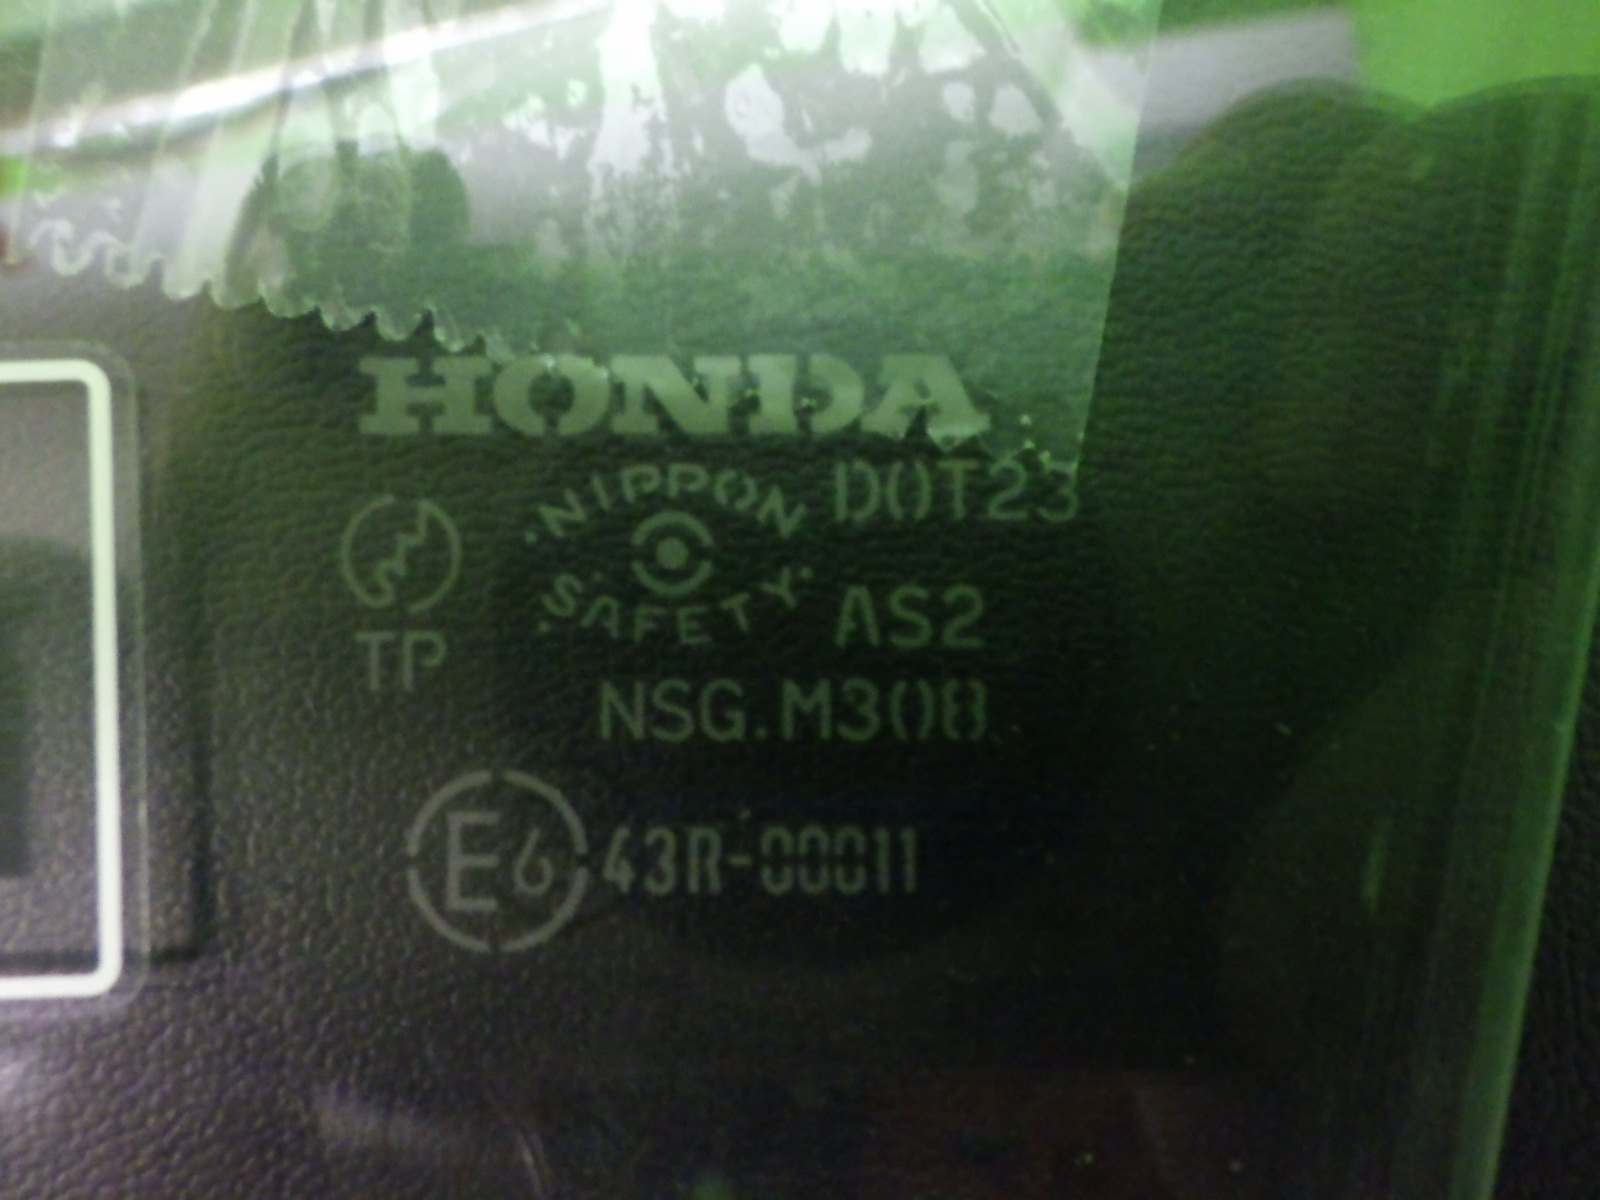 HONDA
NIPPON DOT23
SAFETY AS2
TP
NSG.M308
E6 43R-00011